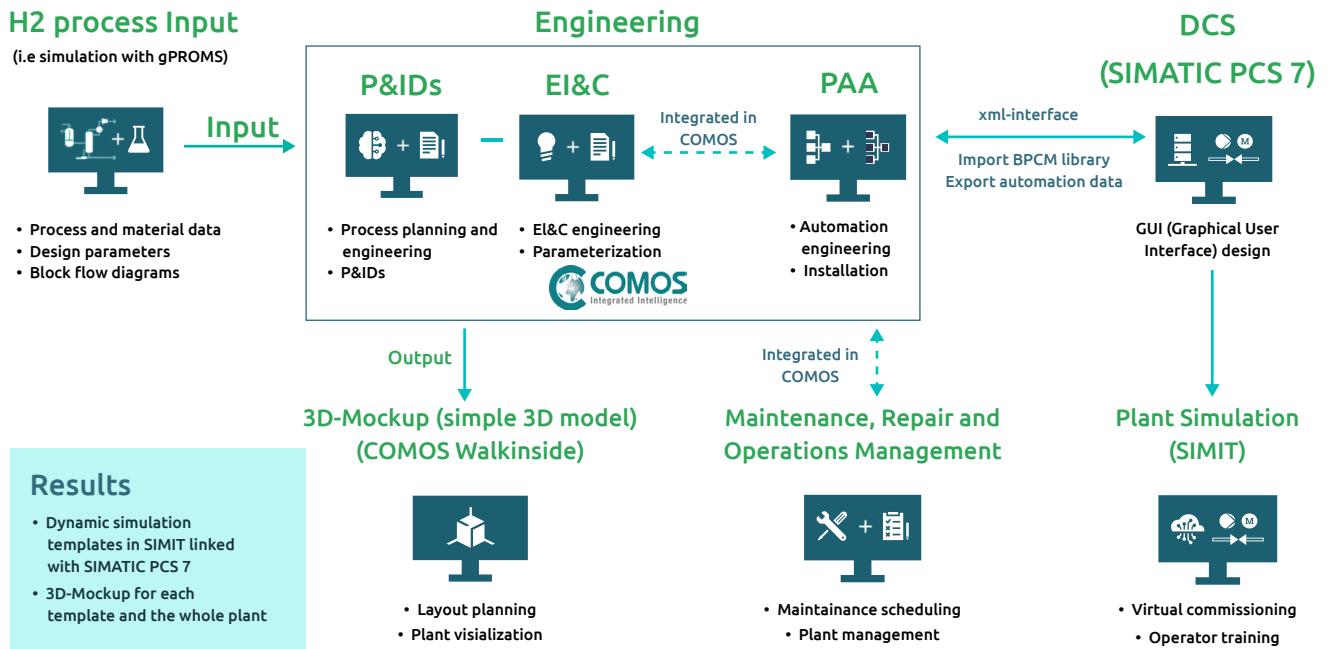 H2 process Input
(i.e simulation with gPROMS)
Input
• Process and material data
• Design parameters
• Block flow diagrams
Engineering
P&IDs
• Process planning and
engineering
• P&IDs
EI&C
• El&C engineering
• Parameterization
Integrated in
COMOS
PAA
• Automation
engineering
• Installation
COMOS
Integrated Intelligence
xml-interface
Import BPCM library
Export automation data
DCS
(SIMATIC PCS 7)
M
GUI (Graphical User
Interface) design
Output
3D-Mockup (simple 3D model)
(COMOS Walkinside)
• Layout planning
• Plant visialization
Integrated in
COMOS
Maintenance, Repair and
Operations Management
• Maintainance scheduling
• Plant management
Plant Simulation
(SIMIT)
M
• Virtual commissioning
• Operator training
Results
• Dynamic simulation
templates in SIMIT linked
with SIMATIC PCS 7
• 3D-Mockup for each
template and the whole plant